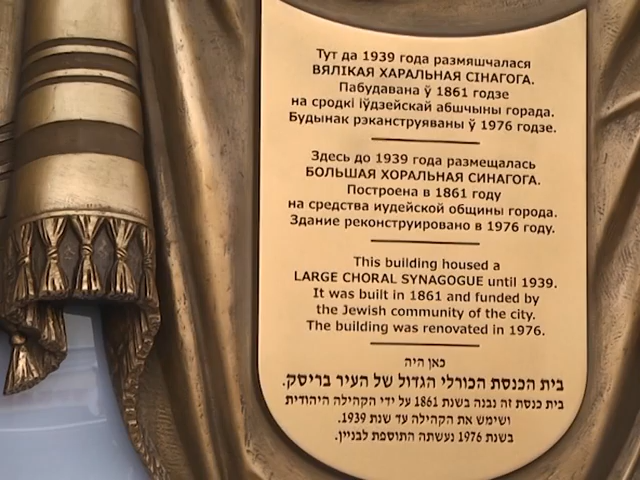 Тут да 1939 года размяшчалася
ВЯЛІКАЯ ХАРАЛЬНАЯ СІНАГОГА.
Пабудавана ў 1861 годзе
на сродкі іўдзейскай абшчыны горада.
Будынак рэканструяваны ў 1976 годзе.
Здесь до 1939 года размещалась
БОЛЬШАЯ ХОРАЛЬНАЯ СИНАГОГА.
Построена в 1861 году
на средства иудейской общины города.
Здание реконструировано в 1976 году.
This building housed a
LARGE CHORAL SYNAGOGUE until 1939.
It was built in 1861 and funded by
the Jewish community of the city.
The building was renovated in 1976.
כאן היה
בית הכנסת הכורלי הגדול של העיר בריסק.
בית כנסת זה נבנה בשנת 1861 על ידי הקהילה היהודית
ושימש את הקהילה עד שנת 1939.
בשנת 1976 נעשתה התוספת לבניין.